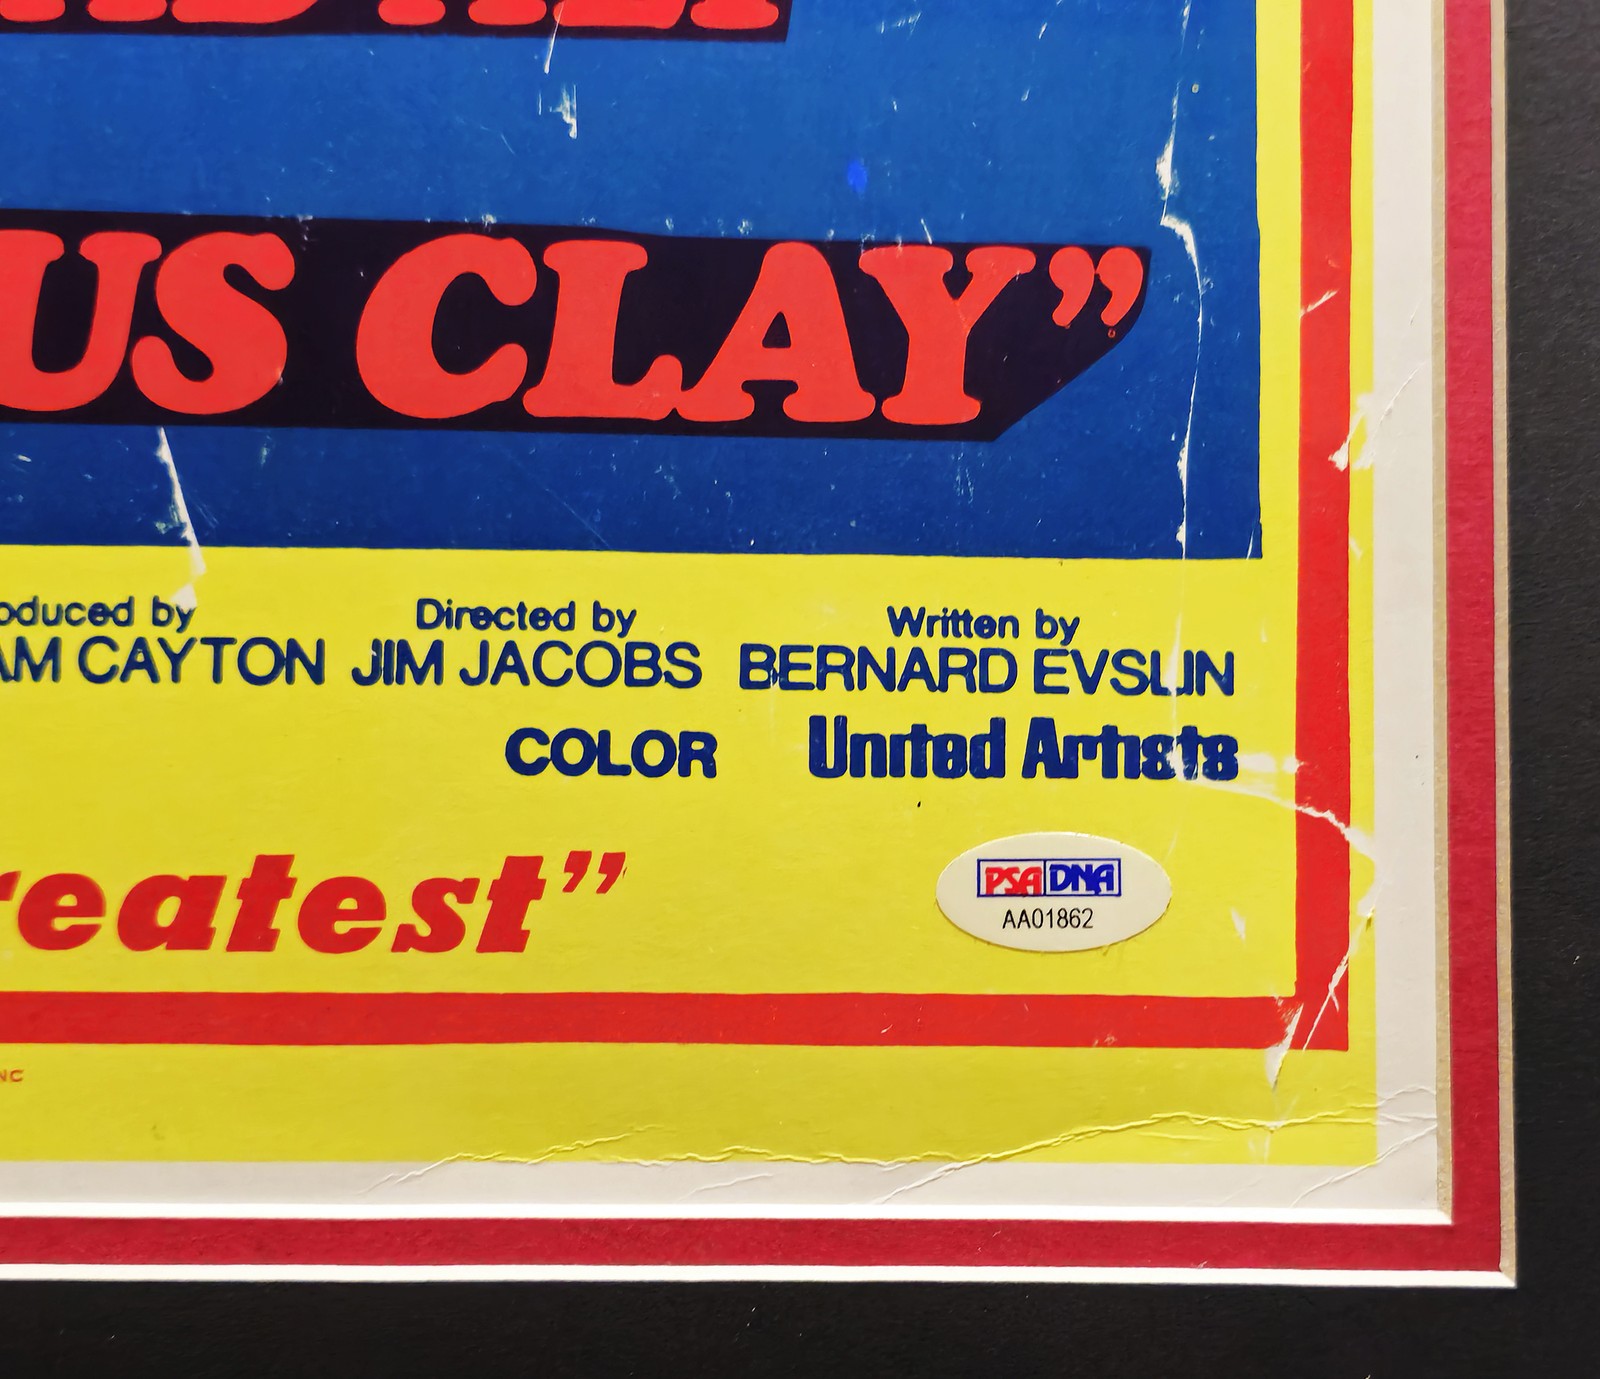 US CLAY”
oduced by Directed by Written by
AM CAYTON JIM JACOBS BERNARD EVSLIN
COLOR United Artists
reatest”
PSA DNA
AA01862
NC